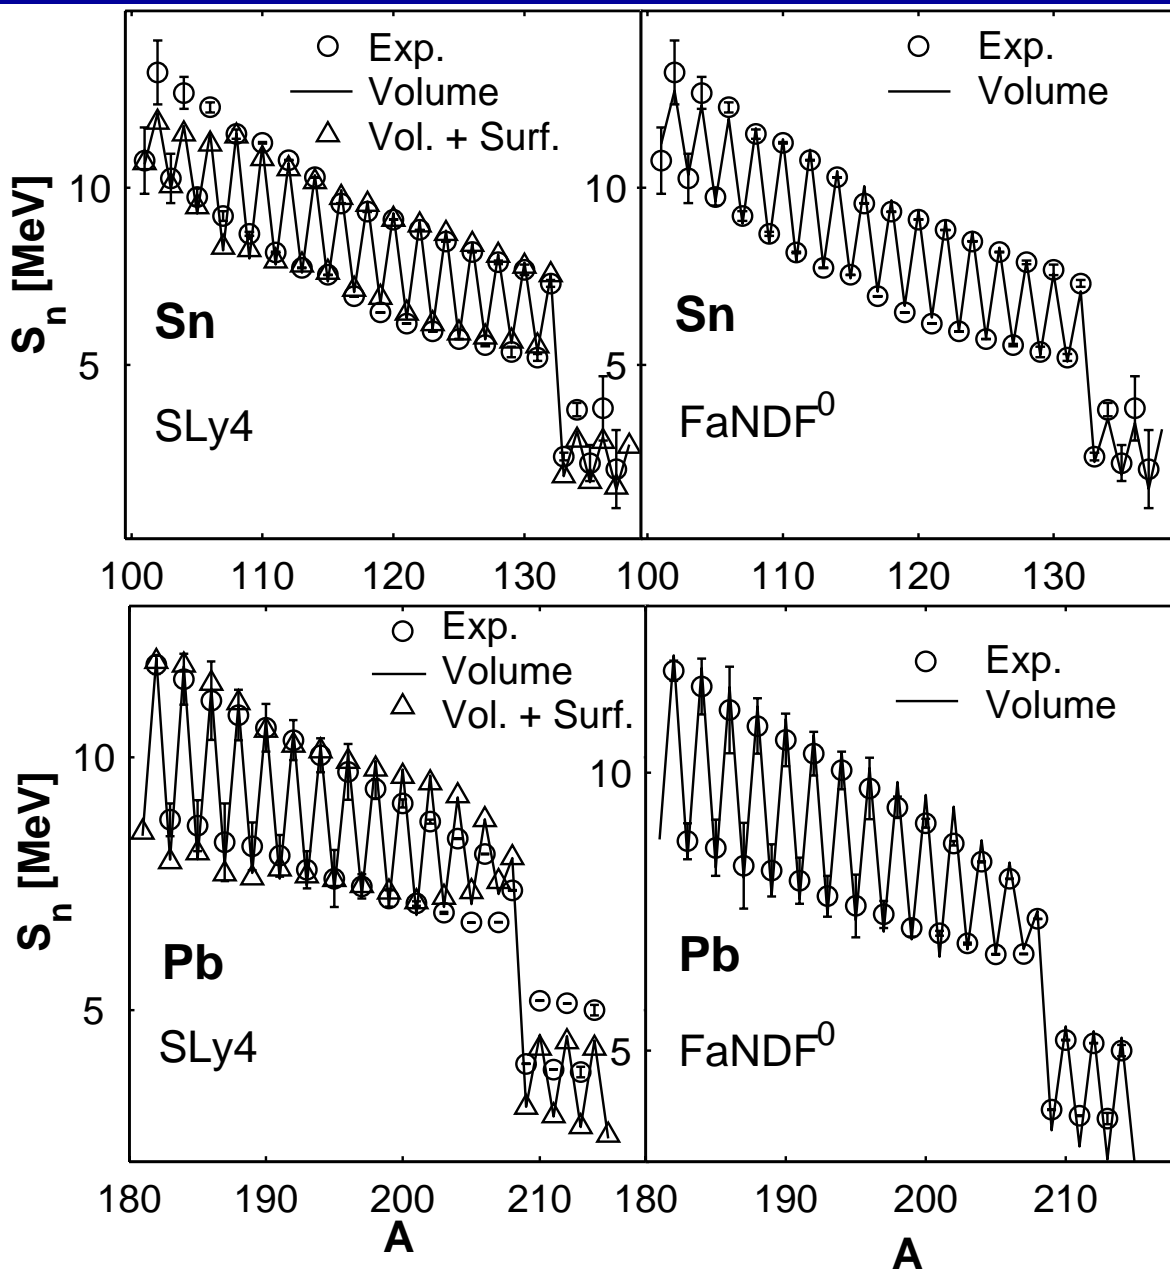 Exp.
Volume
Vol. + Surf.
10
5
S_n [MeV]
Sn
SLy4
100 110 120 130
Exp.
Volume
10
5
Sn
FaNDF^0
100 110 120 130
Exp.
Volume
Vol. + Surf.
10
5
S_n [MeV]
Pb
SLy4
180 190 200 210
A
Exp.
Volume
10
5
Pb
FaNDF^0
180 190 200 210
A